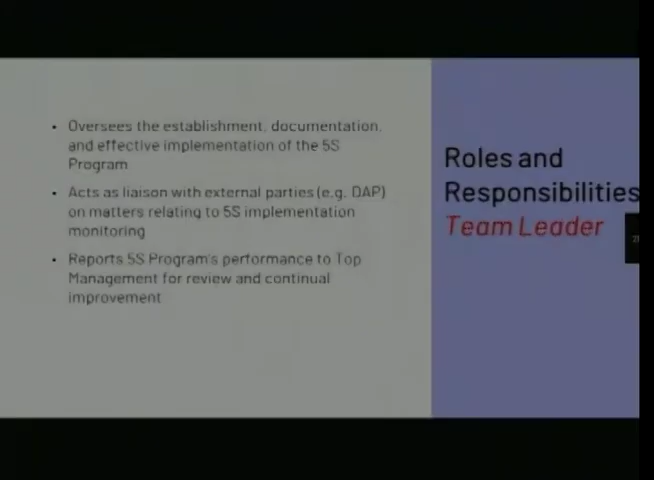 • Oversees the establishment, documentation,
and effective implementation of the 5S
Program
• Acts as liaison with external parties (e.g. DAP)
on matters relating to 5S implementation
monitoring
• Reports 5S Program's performance to Top
Management for review and continual
improvement
Roles and
Responsibilities
Team Leader